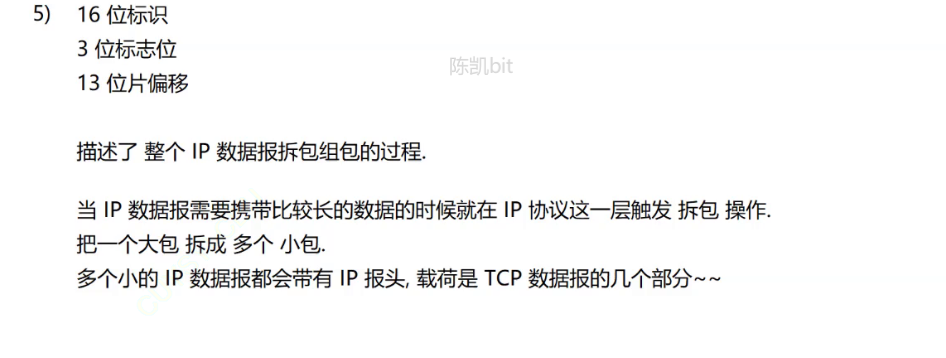 5) 16 位标识
3 位标志位
陈凯bit
13 位片偏移
描述了 整个 IP 数据报拆包组包的过程.
当 IP 数据报需要携带比较长的数据的时候就在 IP 协议这一层触发 拆包 操作.
把一个大包 拆成 多个 小包.
多个小的 IP 数据报都会带有 IP 报头, 载荷是 TCP 数据报的几个部分~~